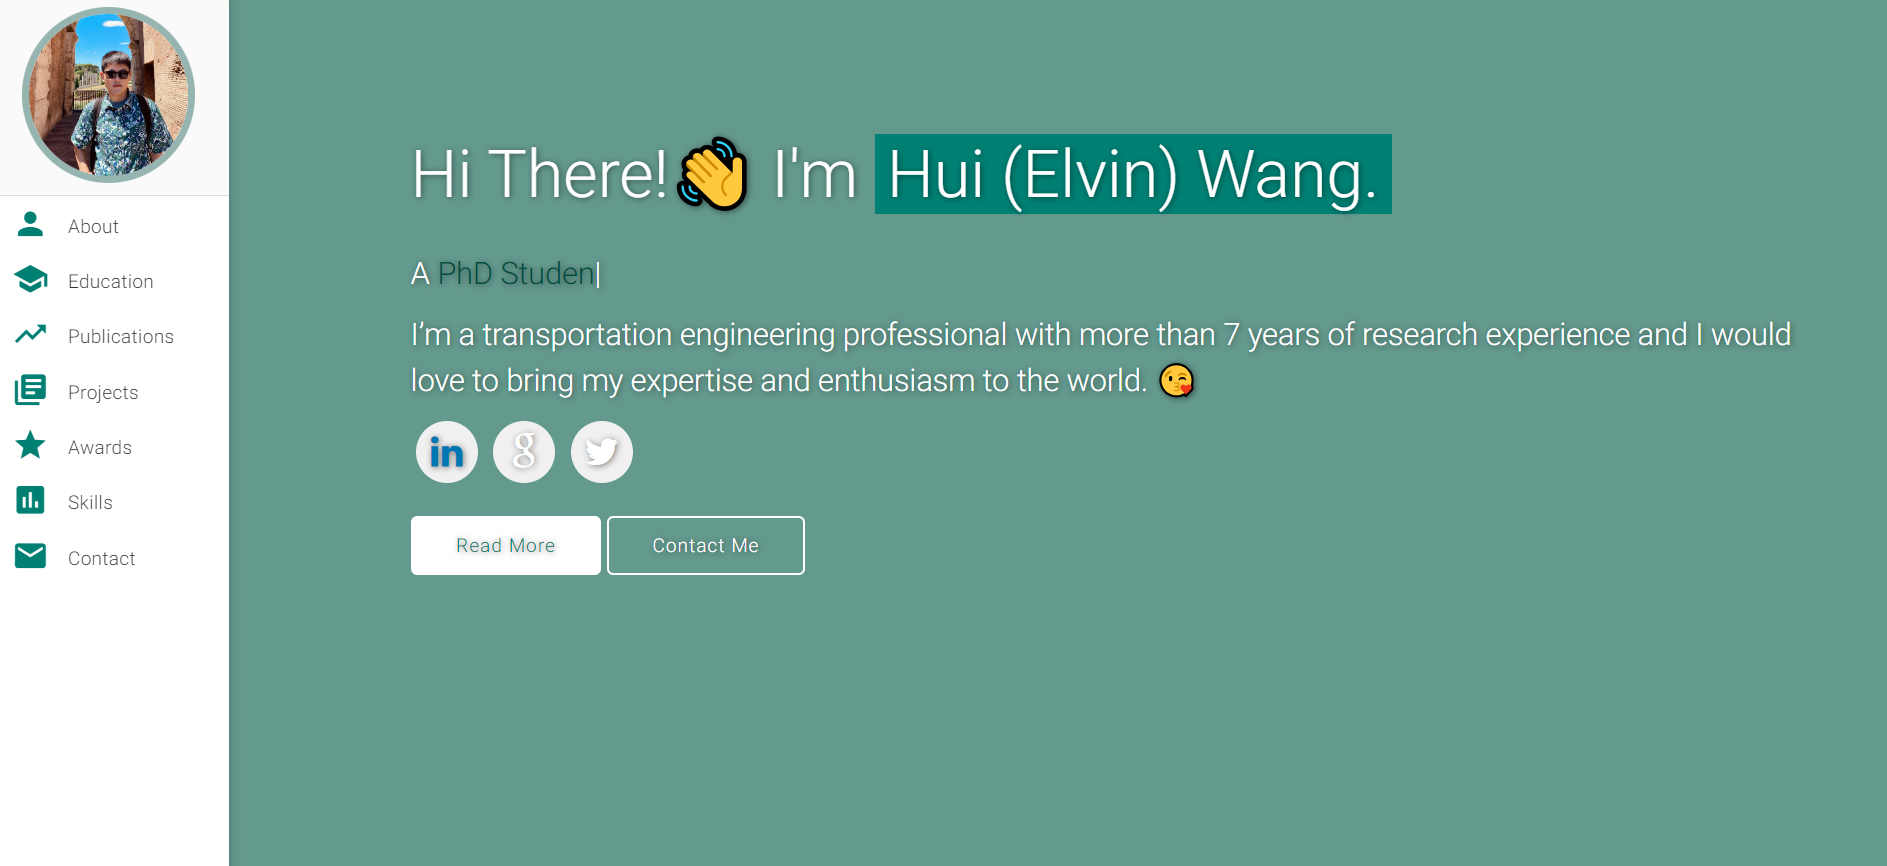 About
Education
Publications
Projects
Awards
Skills
Contact
Hi There!👋 I'm Hui (Elvin) Wang.
A PhD Studen|
I’m a transportation engineering professional with more than 7 years of research experience and I would
love to bring my expertise and enthusiasm to the world. 😘
in g
Read More Contact Me